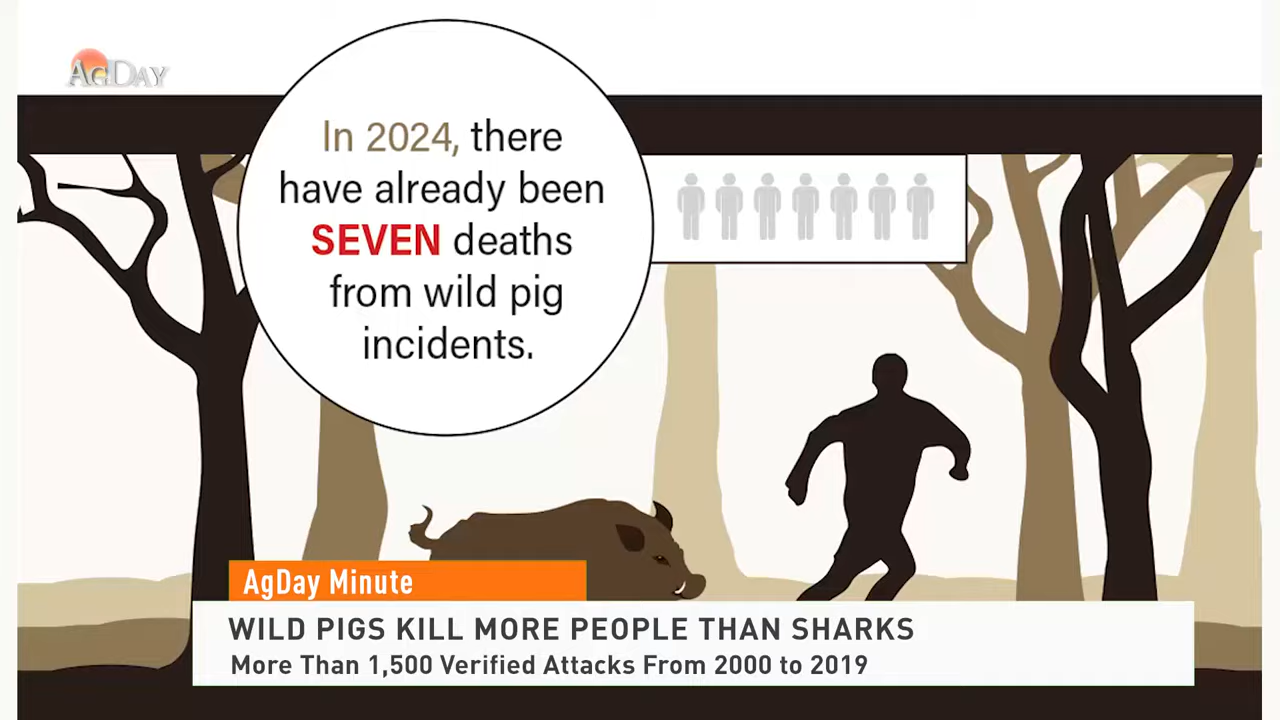 AGDAY
In 2024, there
have already been
SEVEN deaths
from wild pig
incidents.
AgDay Minute
WILD PIGS KILL MORE PEOPLE THAN SHARKS
More Than 1,500 Verified Attacks From 2000 to 2019